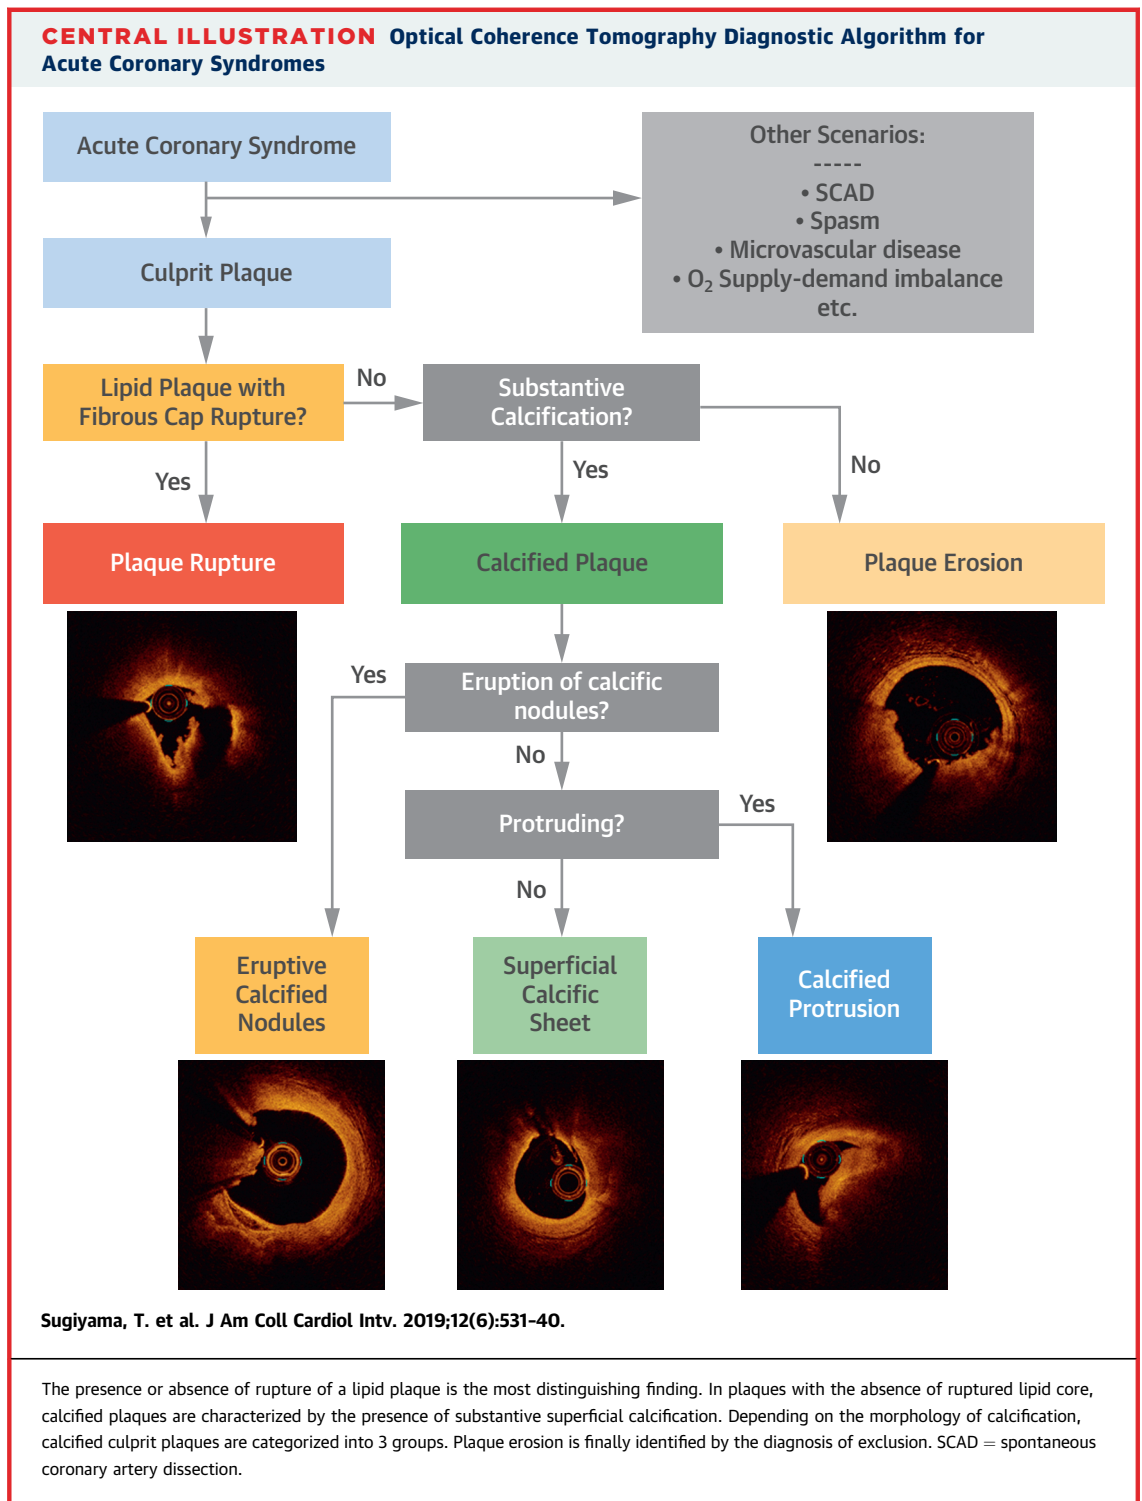 CENTRAL ILLUSTRATION Optical Coherence Tomography Diagnostic Algorithm for
Acute Coronary Syndromes
Acute Coronary Syndrome
Other Scenarios:
-----
• SCAD
• Spasm
• Microvascular disease
• O₂ Supply-demand imbalance
etc.
Culprit Plaque
Lipid Plaque with
Fibrous Cap Rupture?
No
Substantive
Calcification?
Yes
Yes
No
Plaque Rupture
Calcified Plaque
Plaque Erosion
Yes
Eruption of calcific
nodules?
No
Protruding?
Yes
No
Eruptive
Calcified
Nodules
Superficial
Calcific
Sheet
Calcified
Protrusion
Sugiyama, T. et al. J Am Coll Cardiol Intv. 2019;12(6):531–40.
The presence or absence of rupture of a lipid plaque is the most distinguishing finding. In plaques with the absence of ruptured lipid core,
calcified plaques are characterized by the presence of substantive superficial calcification. Depending on the morphology of calcification,
calcified culprit plaques are categorized into 3 groups. Plaque erosion is finally identified by the diagnosis of exclusion. SCAD = spontaneous
coronary artery dissection.